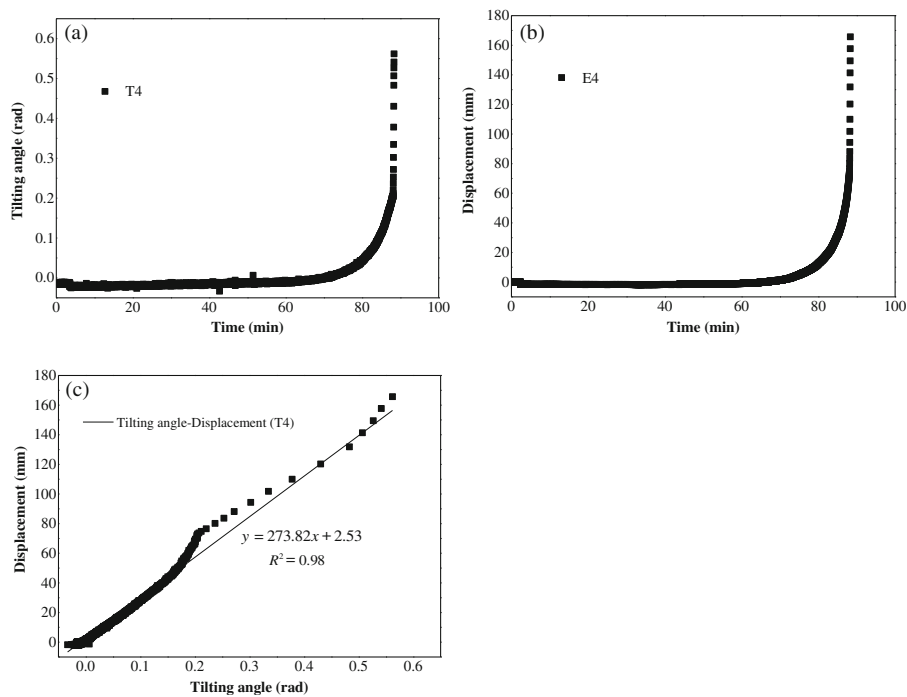 (a)
T4
Tilting angle (rad)
0.6
0.5
0.4
0.3
0.2
0.1
0.0
0 20 40 60 80 100
Time (min)
(b)
E4
Displacement (mm)
180
160
140
120
100
80
60
40
20
0
0 20 40 60 80 100
Time (min)
(c)
Tilting angle-Displacement (T4)
y = 273.82x + 2.53
R² = 0.98
Displacement (mm)
180
160
140
120
100
80
60
40
20
0
0.0 0.1 0.2 0.3 0.4 0.5 0.6
Tilting angle (rad)